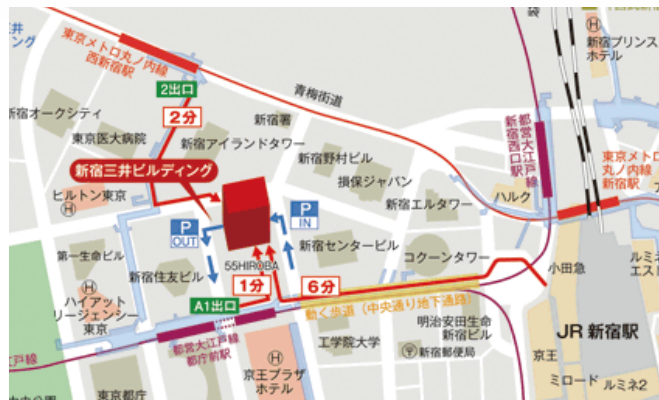 東京メトロ丸ノ内線
西新宿駅
2出口
2分
新宿オークシティ
東京医大病院
新宿アイランドタワー
新宿署
青梅街道
新宿プリンス
ホテル
都営大江戸線
新宿西口駅
新宿三井ビルディング
新宿野村ビル
損保ジャパン
新宿エルタワー
ハルク
東京メトロ
丸ノ内線
新宿駅
ヒルトン東京
H
P
OUT
P
IN
第一生命ビル
新宿住友ビル
55HIROBA
新宿センタービル
コクーンタワー
小田急
ルミネ
エスト
ハイアット
リージェンシー
東京
A1出口
1分
6分
動く歩道(中央通り地下通路)
都営大江戸線
都庁前駅
工学院大学
明治安田生命
新宿ビル
新宿郵便局
JR 新宿駅
京王
ミロード
ルミネ2
東京都庁
京王プラザ
ホテル
H